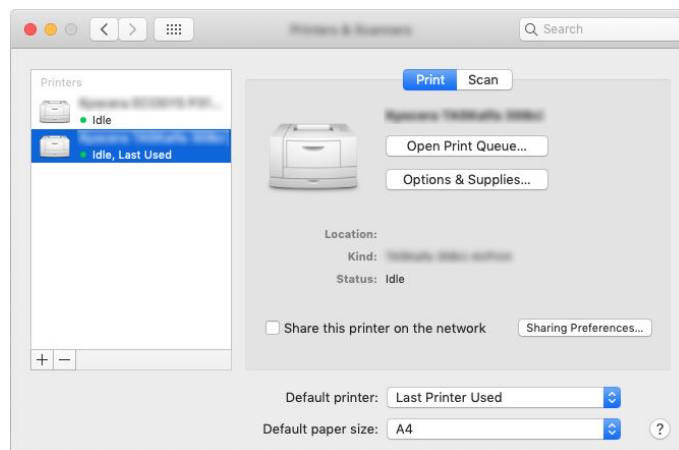 Search
Printers
Idle
Idle, Last Used
Print Scan
Open Print Queue...
Options & Supplies...
Location:
Kind:
Status: Idle
Share this printer on the network
Sharing Preferences...
+ −
Default printer: Last Printer Used
Default paper size: A4
?